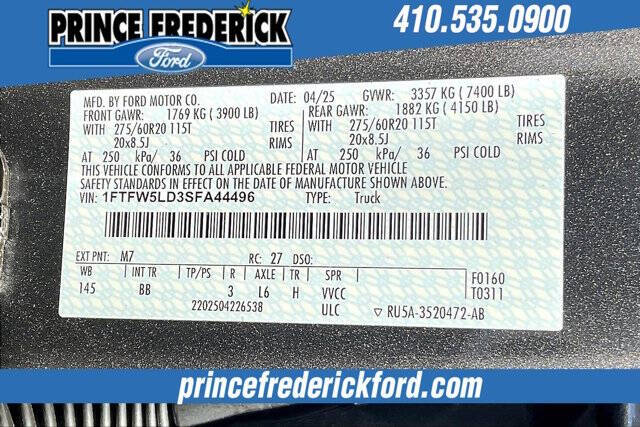 PRINCE FREDERICK
Ford
410.535.0900
MFD. BY FORD MOTOR CO.
DATE: 04/25 GVWR: 3357 KG ( 7400 LB)
FRONT GAWR: 1769 KG ( 3900 LB) REAR GAWR: 1882 KG ( 4150 LB)
WITH 275/60R20 115T TIRES WITH 275/60R20 115T TIRES
20x8.5J RIMS 20x8.5J RIMS
AT 250 kPa/ 36 PSI COLD AT 250 kPa/ 36 PSI COLD
THIS VEHICLE CONFORMS TO ALL APPLICABLE FEDERAL MOTOR VEHICLE
SAFETY STANDARDS IN EFFECT ON THE DATE OF MANUFACTURE SHOWN ABOVE.
VIN: 1FTFW5LD3SFA44496 TYPE: Truck
EXT PNT: M7 RC: 27 DSO: F0160
WB INT TR TP/PS R AXLE TR SPR T0311
145 BB 3 L6 H VVCC
2202504226538 ULC ▽ RU5A-3520472-AB
princefrederickford.com